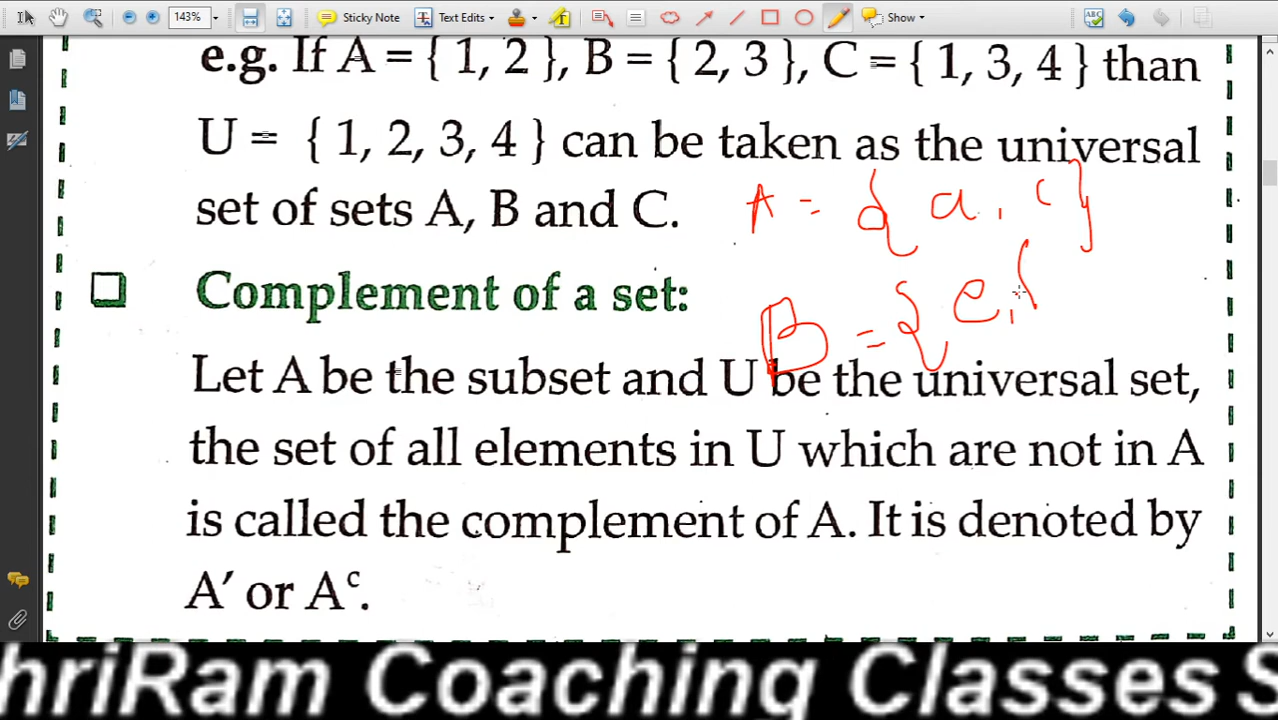 143% Sticky Note Text Edits Show
e.g. If A = { 1, 2 }, B = { 2, 3 }, C = { 1, 3, 4 } than
U = { 1, 2, 3, 4 } can be taken as the universal
set of sets A, B and C.
A = { a, c }
Complement of a set:
B = { e,
Let A be the subset and U be the universal set,
the set of all elements in U which are not in A
is called the complement of A. It is denoted by
A′ or Aᶜ.
hriRam Coaching Classes S